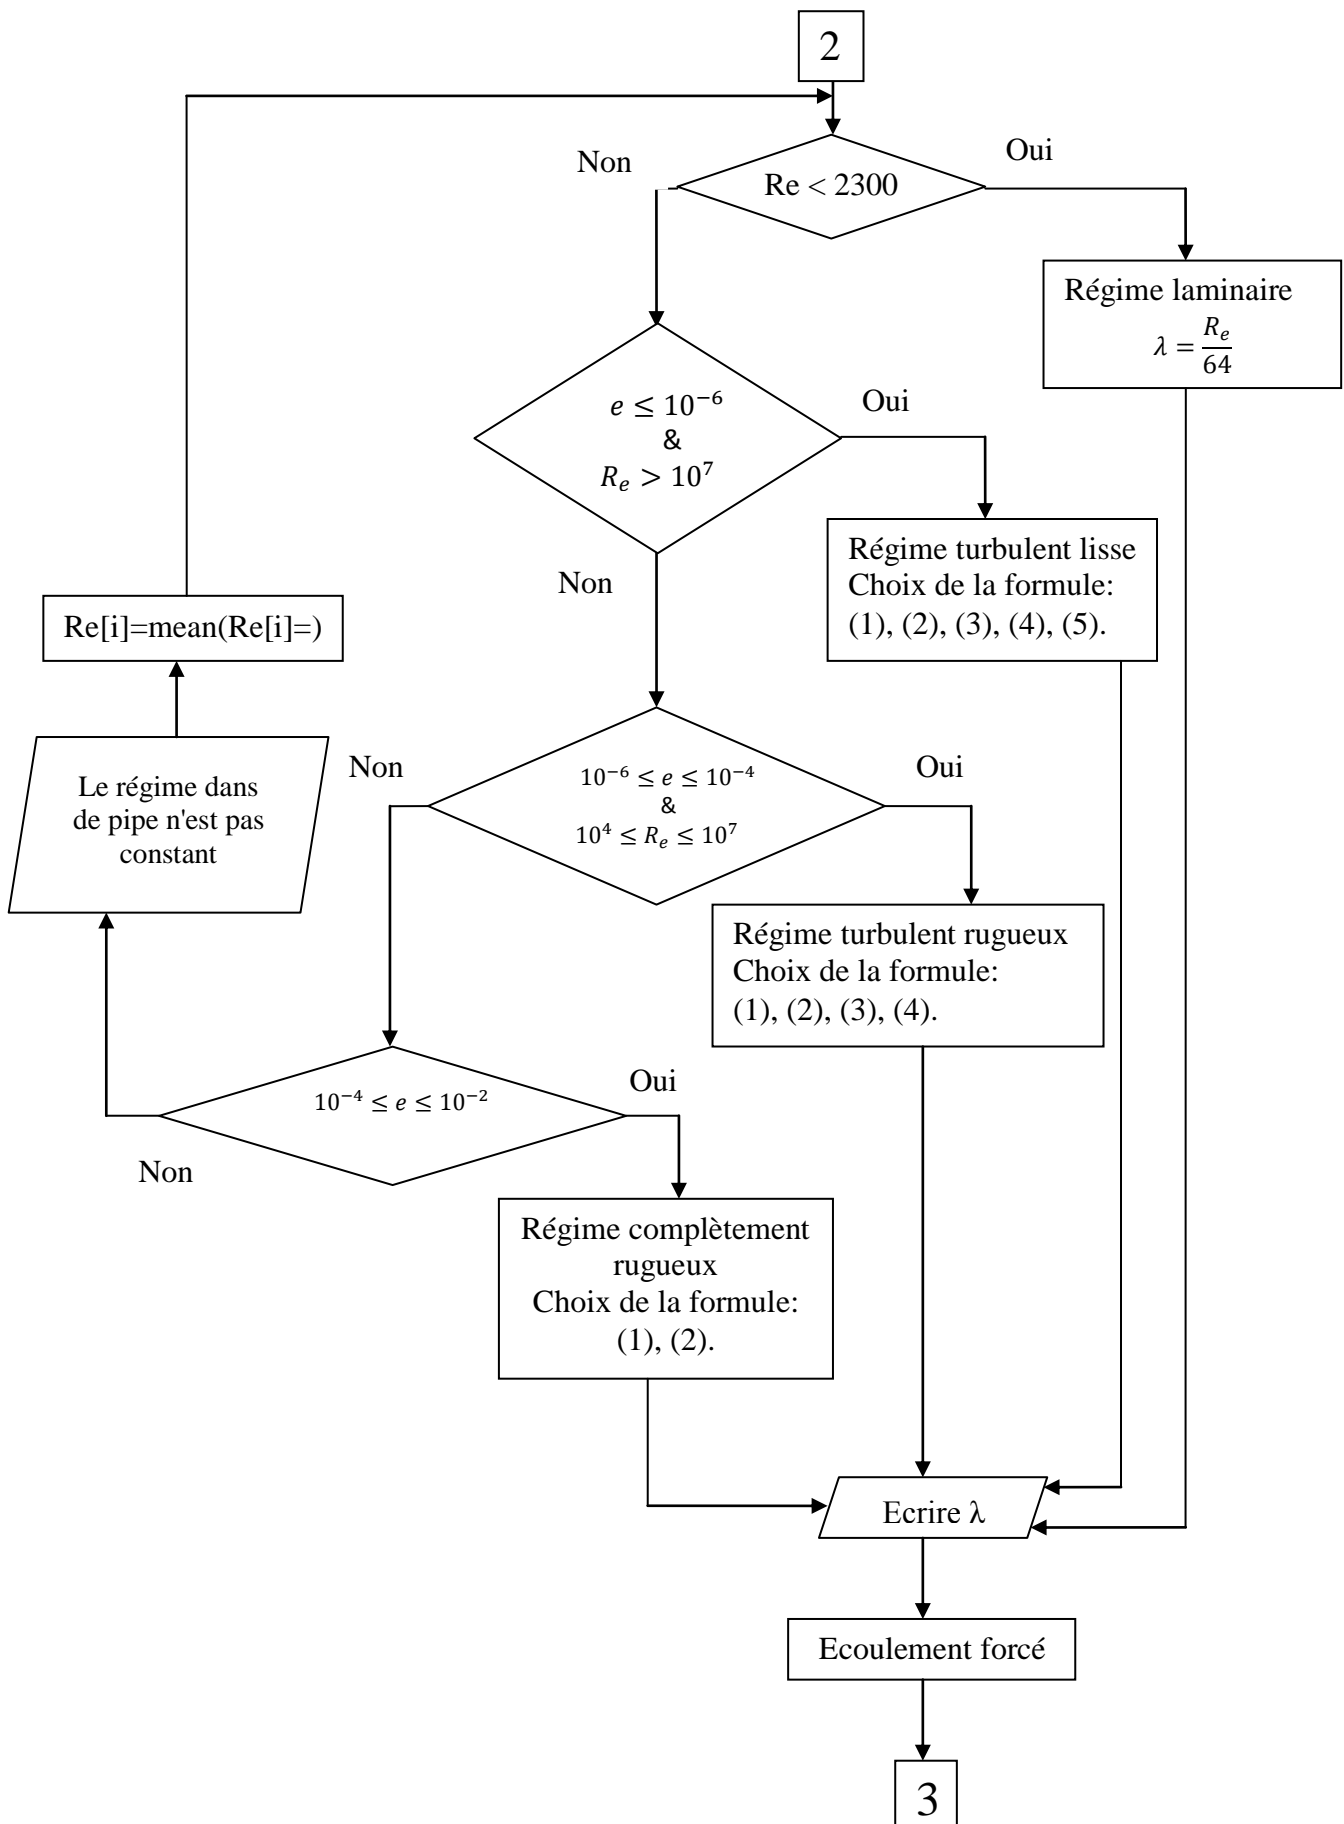 2
Non
Oui
Re < 2300
Régime laminaire
λ = R_e/64
e ≤ 10⁻⁶
&
R_e > 10⁷
Oui
Non
Régime turbulent lisse
Choix de la formule:
(1), (2), (3), (4), (5).
Re[i]=mean(Re[i]=)
Le régime dans
de pipe n'est pas
constant
Non
Oui
10⁻⁶ ≤ e ≤ 10⁻⁴
&
10⁴ ≤ R_e ≤ 10⁷
Régime turbulent rugueux
Choix de la formule:
(1), (2), (3), (4).
10⁻⁴ ≤ e ≤ 10⁻²
Oui
Non
Régime complètement
rugueux
Choix de la formule:
(1), (2).
Ecrire λ
Ecoulement forcé
3